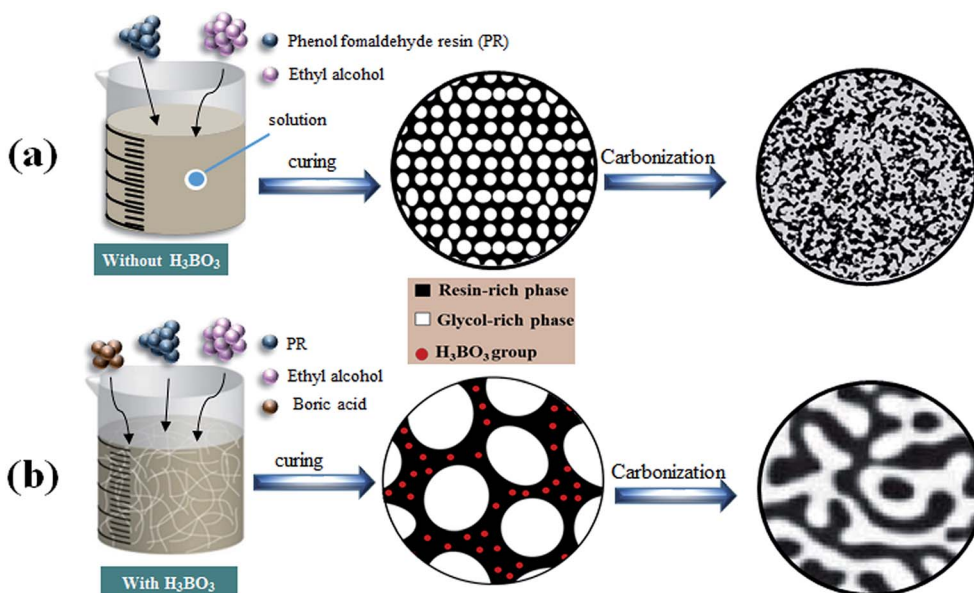 Phenol fomaldehyde resin (PR)
Ethyl alcohol
solution
(a)
curing
Carbonization
Without H₃BO₃
Resin-rich phase
Glycol-rich phase
H₃BO₃ group
PR
Ethyl alcohol
Boric acid
(b)
curing
Carbonization
With H₃BO₃